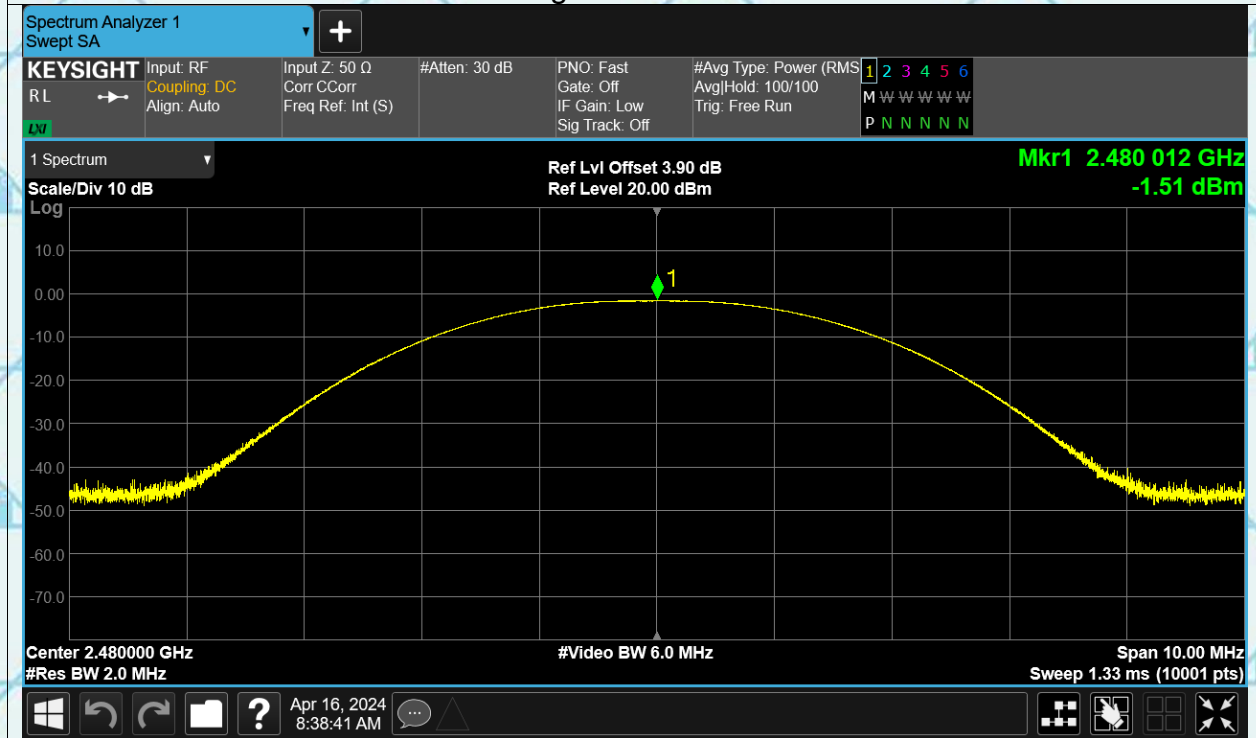 Spectrum Analyzer 1
Swept SA
KEYSIGHT
R L
LXI
Input: RF
Coupling: DC
Align: Auto
Input Z: 50 Ω
Corr CCorr
Freq Ref: Int (S)
#Atten: 30 dB
PNO: Fast
Gate: Off
IF Gain: Low
Sig Track: Off
#Avg Type: Power (RMS
Avg|Hold: 100/100
Trig: Free Run
1 2 3 4 5 6
M W W W W W
P N N N N N
1 Spectrum
Scale/Div 10 dB
Log
Ref Lvl Offset 3.90 dB
Ref Level 20.00 dBm
Mkr1 2.480 012 GHz
-1.51 dBm
1
10.0
0.00
-10.0
-20.0
-30.0
-40.0
-50.0
-60.0
-70.0
Center 2.480000 GHz
#Res BW 2.0 MHz
#Video BW 6.0 MHz
Span 10.00 MHz
Sweep 1.33 ms (10001 pts)
?
Apr 16, 2024
8:38:41 AM